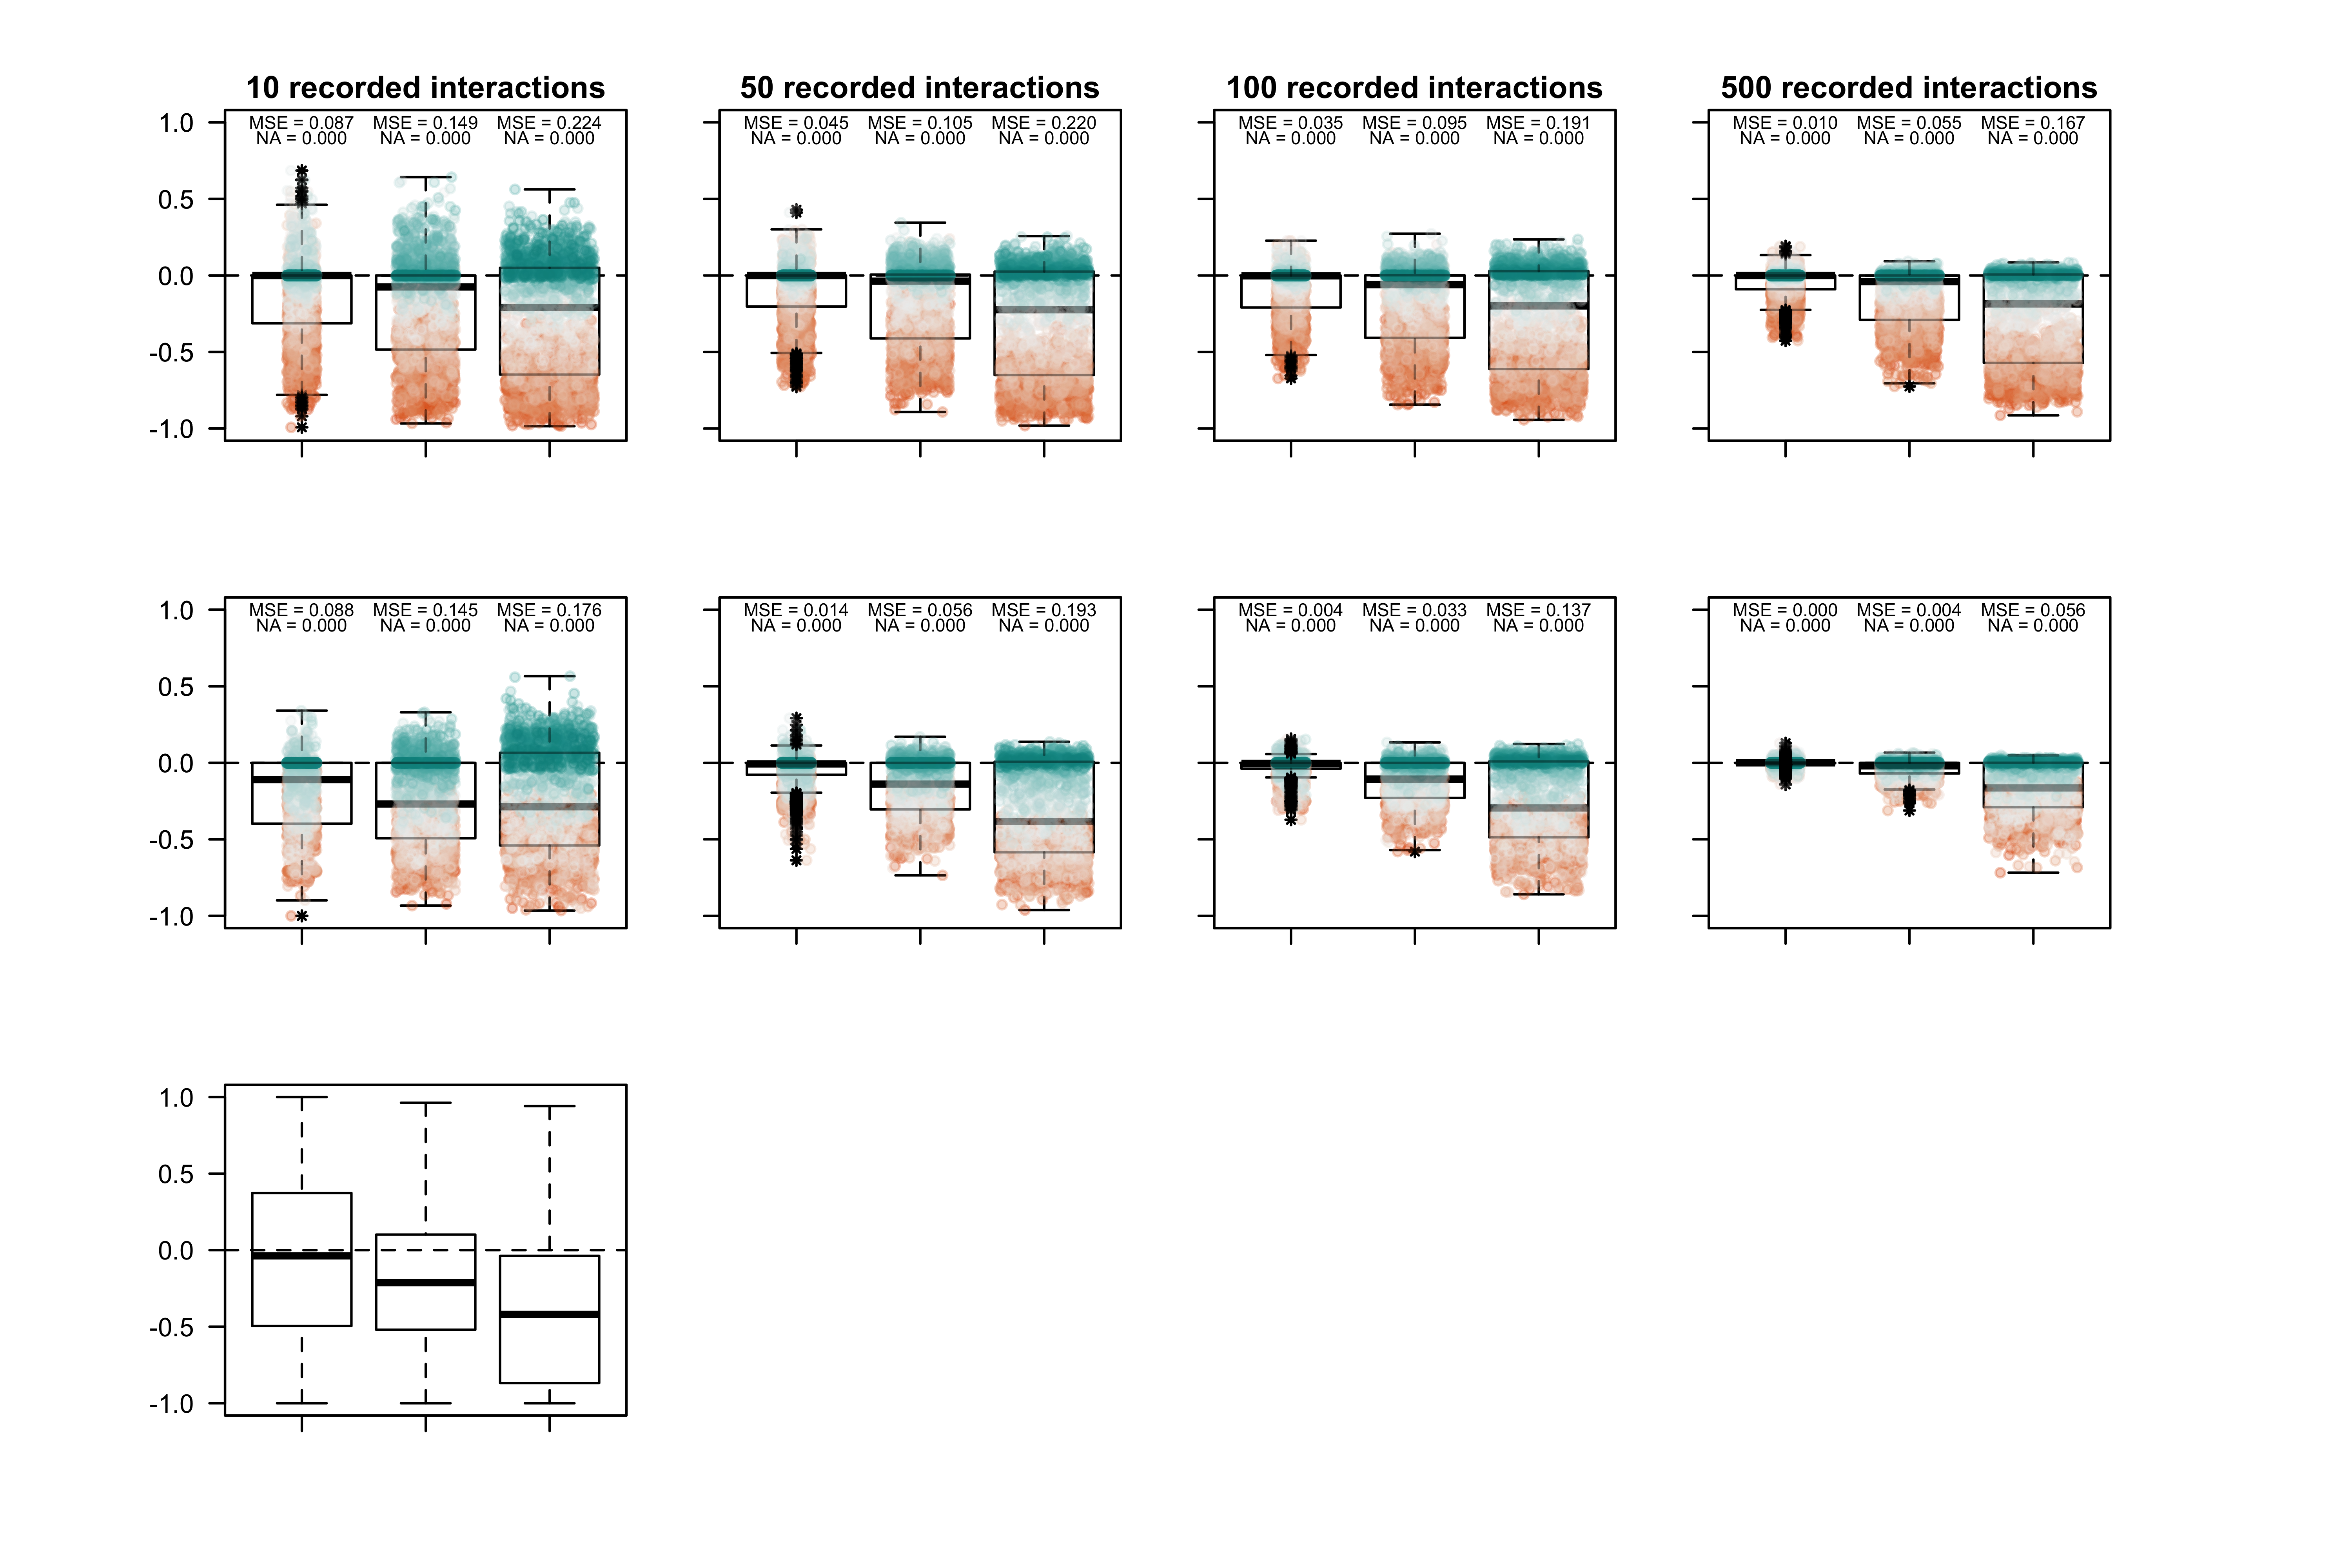 10 recorded interactions 50 recorded interactions 100 recorded interactions 500 recorded interactions
1.0 MSE = 0.087 MSE = 0.149 MSE = 0.224 MSE = 0.045 MSE = 0.105 MSE = 0.220 MSE = 0.035 MSE = 0.095 MSE = 0.191 MSE = 0.010 MSE = 0.055 MSE = 0.167
NA = 0.000 NA = 0.000 NA = 0.000 NA = 0.000 NA = 0.000 NA = 0.000 NA = 0.000 NA = 0.000 NA = 0.000 NA = 0.000 NA = 0.000 NA = 0.000
0.5
0.0
-0.5
-1.0
1.0 MSE = 0.088 MSE = 0.145 MSE = 0.176 MSE = 0.014 MSE = 0.056 MSE = 0.193 MSE = 0.004 MSE = 0.033 MSE = 0.137 MSE = 0.000 MSE = 0.004 MSE = 0.056
NA = 0.000 NA = 0.000 NA = 0.000 NA = 0.000 NA = 0.000 NA = 0.000 NA = 0.000 NA = 0.000 NA = 0.000 NA = 0.000 NA = 0.000 NA = 0.000
0.5
0.0
-0.5
-1.0
1.0
0.5
0.0
-0.5
-1.0